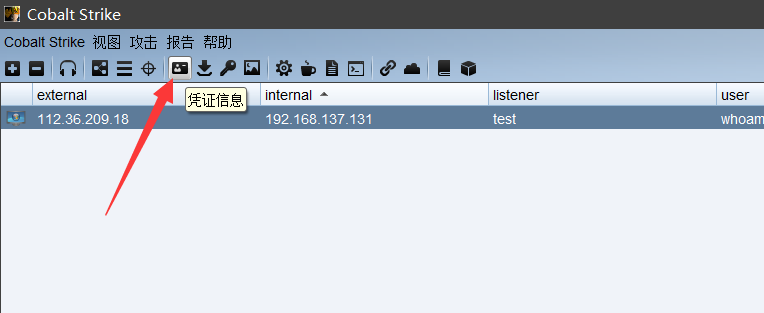 Cobalt Strike
Cobalt Strike 视图 攻击 报告 帮助
凭证信息
external internal listener user
112.36.209.18 192.168.137.131 test whoam